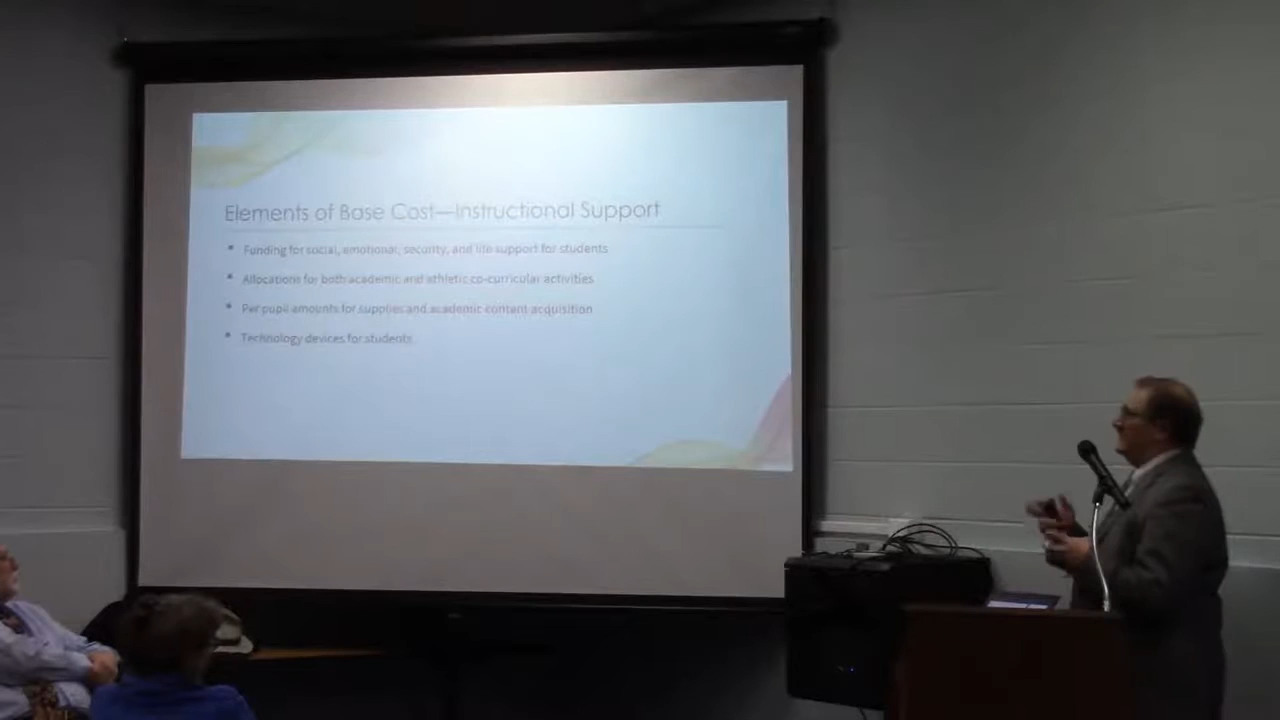 Elements of Base Cost—Instructional Support
Funding for social, emotional, security, and life support for students
Allocations for both academic and athletic co-curricular activities
Per pupil amounts for supplies and academic content acquisition
Technology devices for students